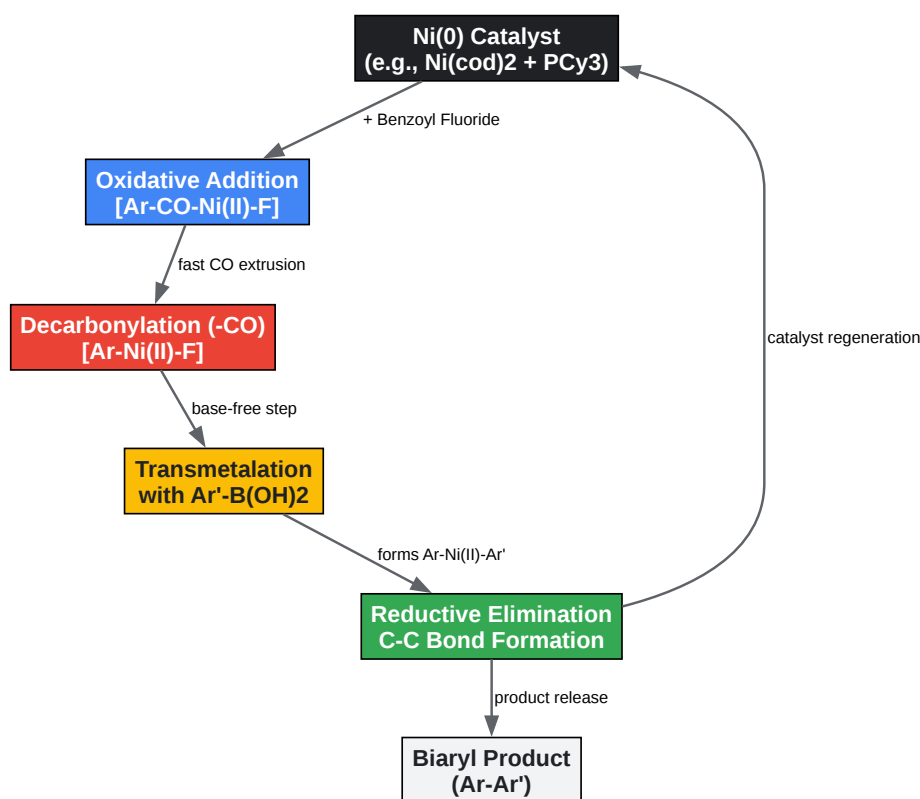 Ni(0) Catalyst
(e.g., Ni(cod)2 + PCy3)
+ Benzoyl Fluoride
Oxidative Addition
[Ar-CO-Ni(II)-F]
fast CO extrusion
Decarbonylation (-CO)
[Ar-Ni(II)-F]
catalyst regeneration
base-free step
Transmetalation
with Ar'-B(OH)2
forms Ar-Ni(II)-Ar'
Reductive Elimination
C-C Bond Formation
product release
Biaryl Product
(Ar-Ar')